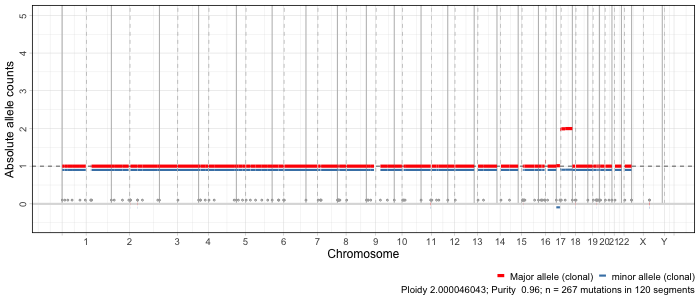 Absolute allele counts
5
4
3
2
1
0
1 2 3 4 5 6 7 8 9 10 11 12 13 14 15 16 17 18 19 20 21 22 X Y
Chromosome
Major allele (clonal) minor allele (clonal)
Ploidy 2.000046043; Purity 0.96; n = 267 mutations in 120 segments